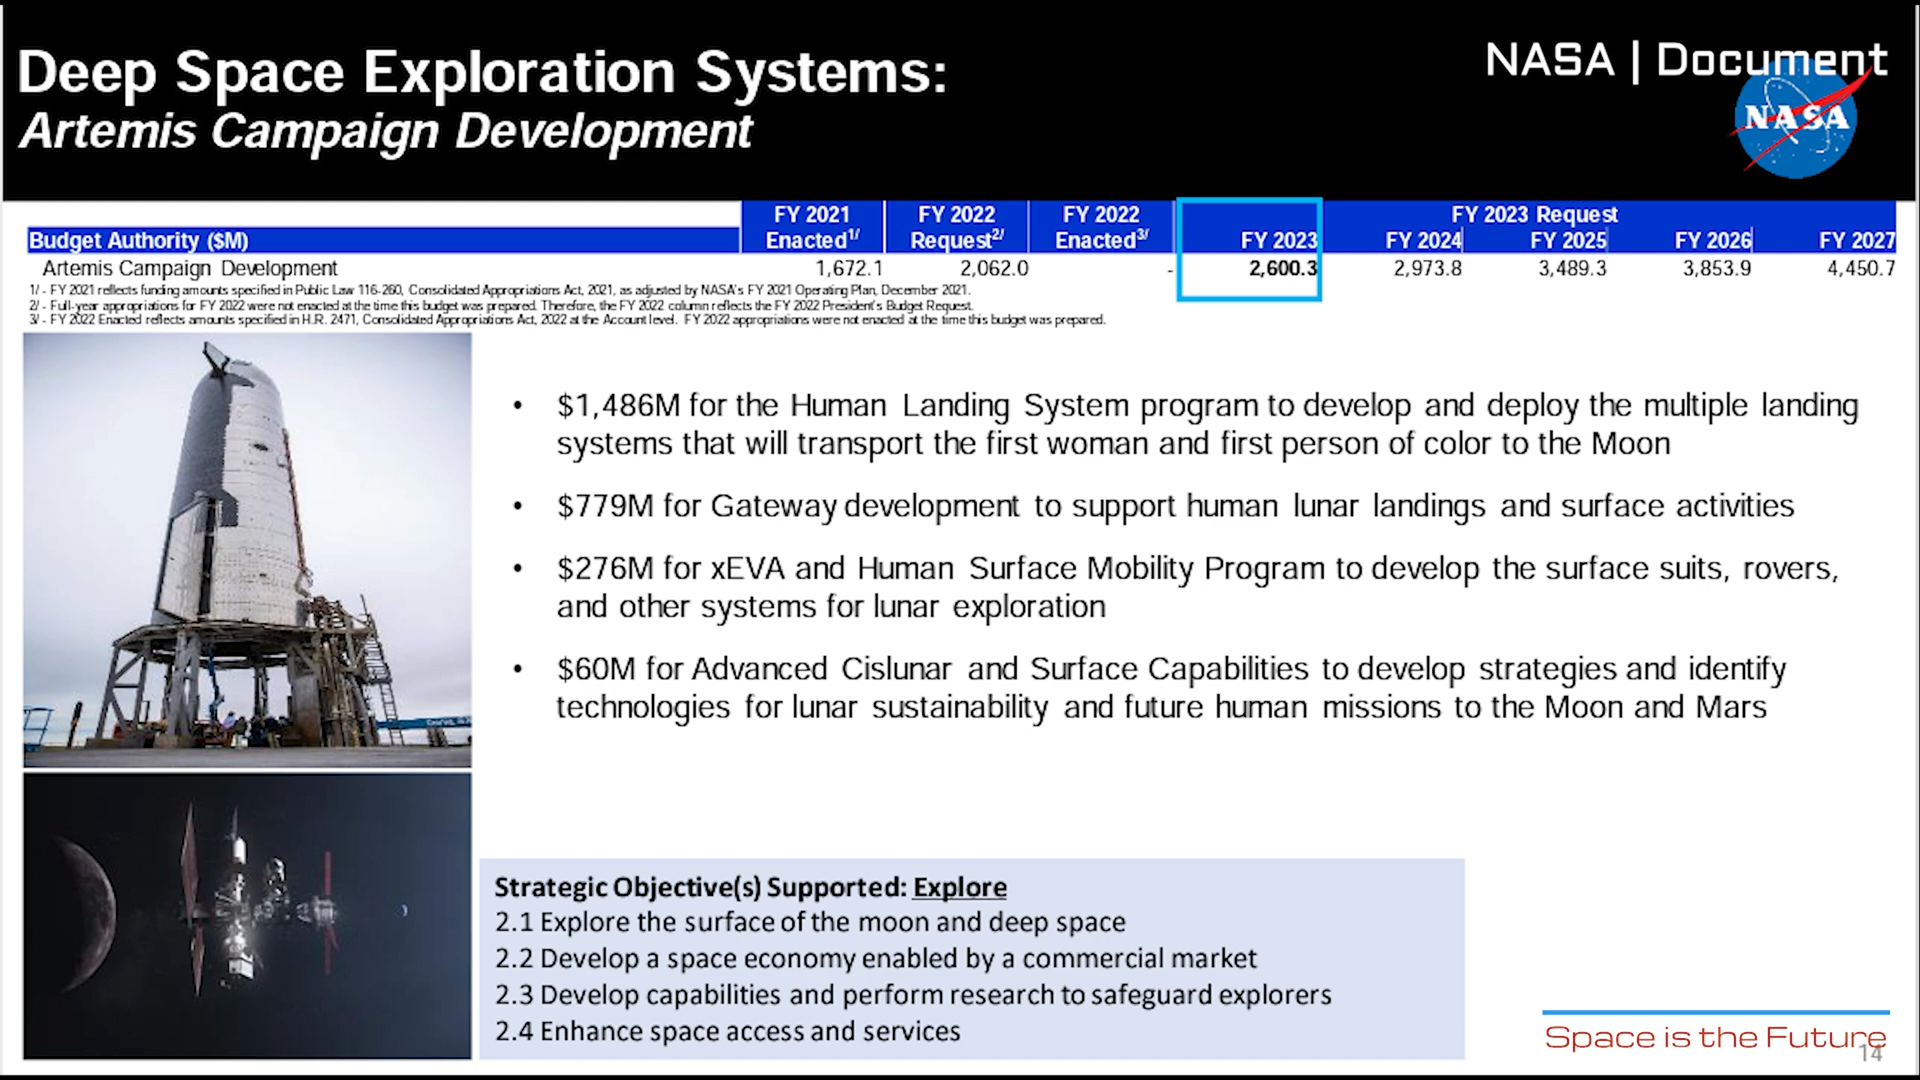 Deep Space Exploration Systems:
Artemis Campaign Development
NASA | Document
NASA
Budget Authority ($M)
FY 2021 Enacted1/
FY 2022 Request2/
FY 2022 Enacted3/
FY 2023 Request
FY 2023 FY 2024 FY 2025 FY 2026 FY 2027
Artemis Campaign Development 1,672.1 2,062.0 - 2,600.3 2,973.8 3,489.3 3,853.9 4,450.7
1/ - FY 2021 reflects funding amounts specified in Public Law 116-260, Consolidated Appropriations Act, 2021, as adjusted by NASA's FY 2021 Operating Plan, December 2021.
2/ - Full-year appropriations for FY 2022 were not enacted at the time this budget was prepared. Therefore, the FY 2022 column reflects the FY 2022 President's Budget Request.
3/ - FY 2022 Enacted reflects amounts specified in H.R. 2471, Consolidated Appropriations Act, 2022 at the Account level. FY 2022 appropriations were not enacted at the time this budget was prepared.
• $1,486M for the Human Landing System program to develop and deploy the multiple landing
systems that will transport the first woman and first person of color to the Moon
• $779M for Gateway development to support human lunar landings and surface activities
• $276M for xEVA and Human Surface Mobility Program to develop the surface suits, rovers,
and other systems for lunar exploration
• $60M for Advanced Cislunar and Surface Capabilities to develop strategies and identify
technologies for lunar sustainability and future human missions to the Moon and Mars
Strategic Objective(s) Supported: Explore
2.1 Explore the surface of the moon and deep space
2.2 Develop a space economy enabled by a commercial market
2.3 Develop capabilities and perform research to safeguard explorers
2.4 Enhance space access and services
Space is the Future
14